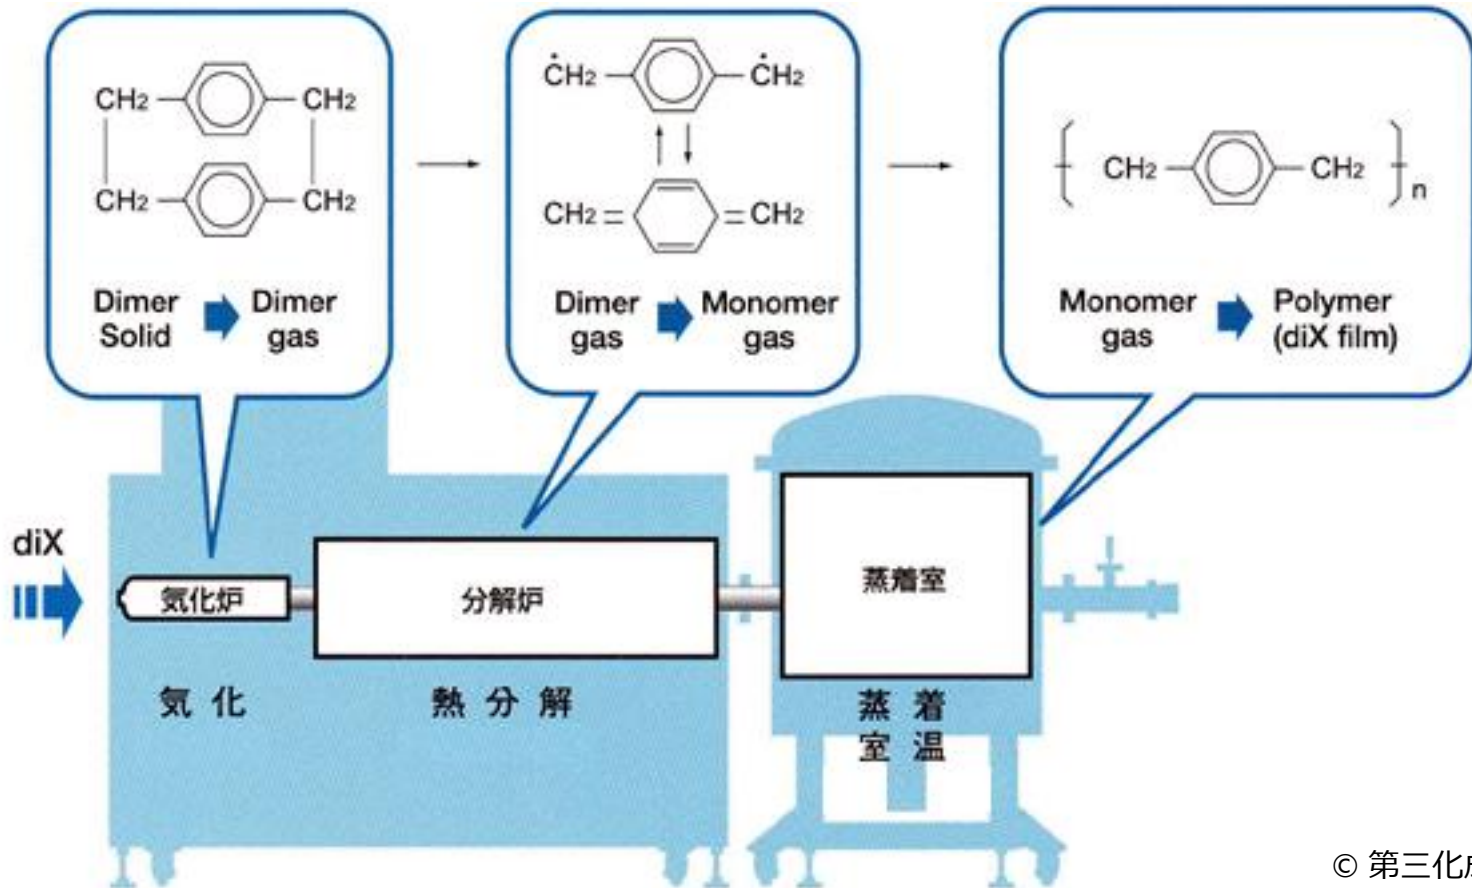 CH2 CH2
CH2 CH2
Dimer Solid
Dimer gas
ĊH2 ĊH2
CH2 = = CH2
Dimer gas
Monomer gas
CH2 CH2
n
Monomer gas
Polymer (diX film)
diX
気化炉
分解炉
蒸着室
気化
熱分解
蒸着
室温
© 第三化